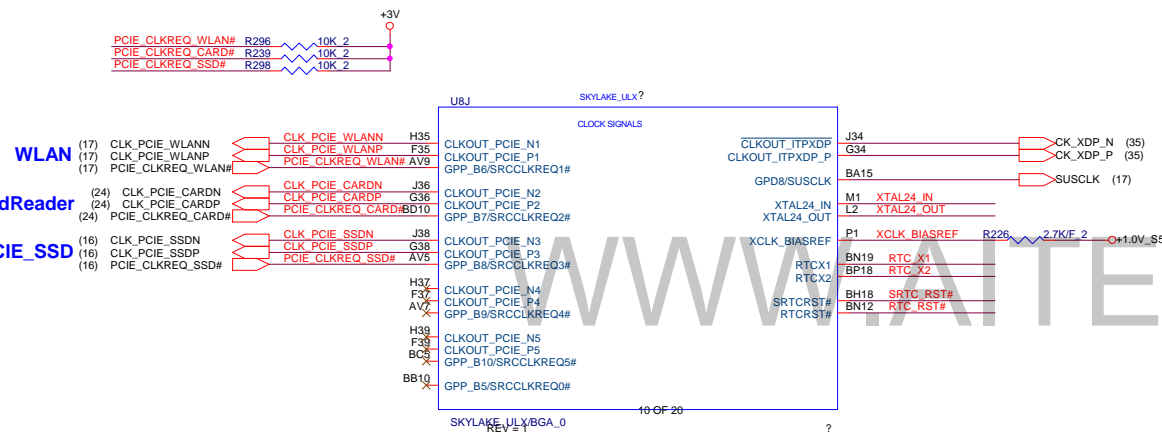 +3V
PCIE_CLKREQ_WLAN# R296 10K_2
PCIE_CLKREQ_CARD# R239 10K_2
PCIE_CLKREQ_SSD# R298 10K_2
U8J
SKYLAKE_ULX ?
CLOCK SIGNALS
WLAN (17) CLK_PCIE_WLANN CLK_PCIE_WLANN H35 CLKOUT_PCIE_N1
(17) CLK_PCIE_WLANP CLK_PCIE_WLANP F35 CLKOUT_PCIE_P1
(17) PCIE_CLKREQ_WLAN# PCIE_CLKREQ_WLAN# AV9 GPP_B6/SRCCLKREQ1#
dReader (24) CLK_PCIE_CARDN CLK_PCIE_CARDN J36 CLKOUT_PCIE_N2
(24) CLK_PCIE_CARDP CLK_PCIE_CARDP G36 CLKOUT_PCIE_P2
(24) PCIE_CLKREQ_CARD# PCIE_CLKREQ_CARD# BD10 GPP_B7/SRCCLKREQ2#
PCIE_SSD (16) CLK_PCIE_SSDN CLK_PCIE_SSDN J38 CLKOUT_PCIE_N3
(16) CLK_PCIE_SSDP CLK_PCIE_SSDP G38 CLKOUT_PCIE_P3
(16) PCIE_CLKREQ_SSD# PCIE_CLKREQ_SSD# AV5 GPP_B8/SRCCLKREQ3#
H37 CLKOUT_PCIE_N4
F37 CLKOUT_PCIE_P4
AV7 GPP_B9/SRCCLKREQ4#
H39 CLKOUT_PCIE_N5
F39 CLKOUT_PCIE_P5
BC5 GPP_B10/SRCCLKREQ5#
BB10 GPP_B5/SRCCLKREQ0#
CLKOUT_ITPXDP J34 CK_XDP_N (35)
CLKOUT_ITPXDP_P G34 CK_XDP_P (35)
GPD8/SUSCLK BA15 SUSCLK (17)
XTAL24_IN M1 XTAL24_IN
XTAL24_OUT L2 XTAL24_OUT
XCLK_BIASREF P1 XCLK_BIASREF R226 2.7K/F_2 +1.0V_S5
RTCX1 BN19 RTC_X1
RTCX2 BP18 RTC_X2
SRTCRST# BH18 SRTC_RST#
RTCRST# BN12 RTC_RST#
WWW.AITE
10 OF 20
SKYLAKE_ULX/BGA_0
REV = 1 ?